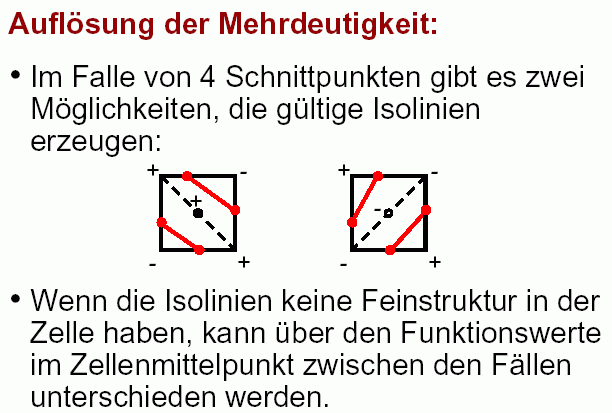 Auflösung der Mehrdeutigkeit:
• Im Falle von 4 Schnittpunkten gibt es zwei
Möglichkeiten, die gültige Isolinien
erzeugen:
+ - + -
+ -
- + - +
• Wenn die Isolinien keine Feinstruktur in der
Zelle haben, kann über den Funktionswerte
im Zellenmittelpunkt zwischen den Fällen
unterschieden werden.